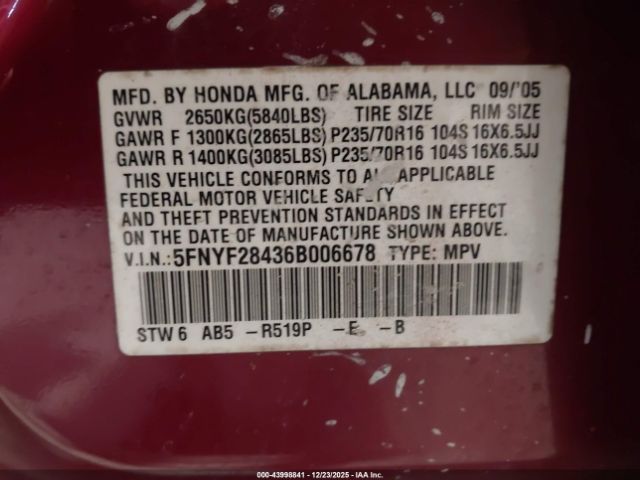 MFD. BY HONDA MFG. OF ALABAMA, LLC 09/'05
GVWR 2650KG(5840LBS) TIRE SIZE RIM SIZE
GAWR F 1300KG(2865LBS) P235/70R16 104S 16X6.5JJ
GAWR R 1400KG(3085LBS) P235/70R16 104S 16X6.5JJ
THIS VEHICLE CONFORMS TO APPLICABLE
FEDERAL MOTOR VEHICLE
AND THEFT PREVENTION STANDARDS IN EFFECT
ON THE DATE OF MANUFACTURE SHOWN ABOVE.
V.I.N.: 5FNYF28436B006678 TYPE: MPV
STW 6 AB5 -R519P -E -B
000-43998841 - 12/23/2025 - IAA Inc.